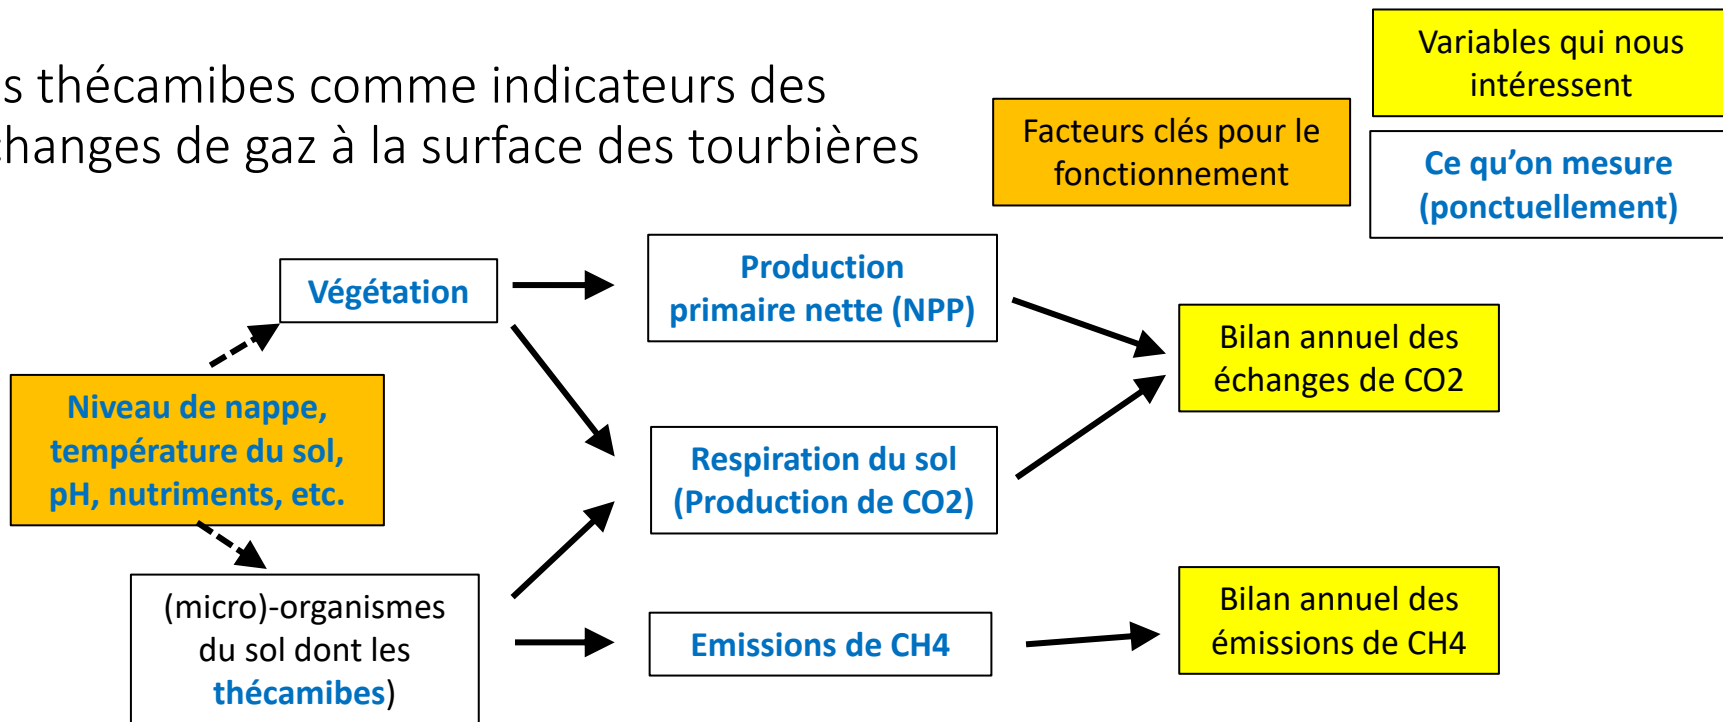 s thécamibes comme indicateurs des
changes de gaz à la surface des tourbières
Variables qui nous
intéressent
Facteurs clés pour le
fonctionnement
Ce qu'on mesure
(ponctuellement)
Végétation
Production
primaire nette (NPP)
Bilan annuel des
échanges de CO2
Niveau de nappe,
température du sol,
pH, nutriments, etc.
Respiration du sol
(Production de CO2)
(micro)-organismes
du sol dont les
thécamibes)
Emissions de CH4
Bilan annuel des
émissions de CH4